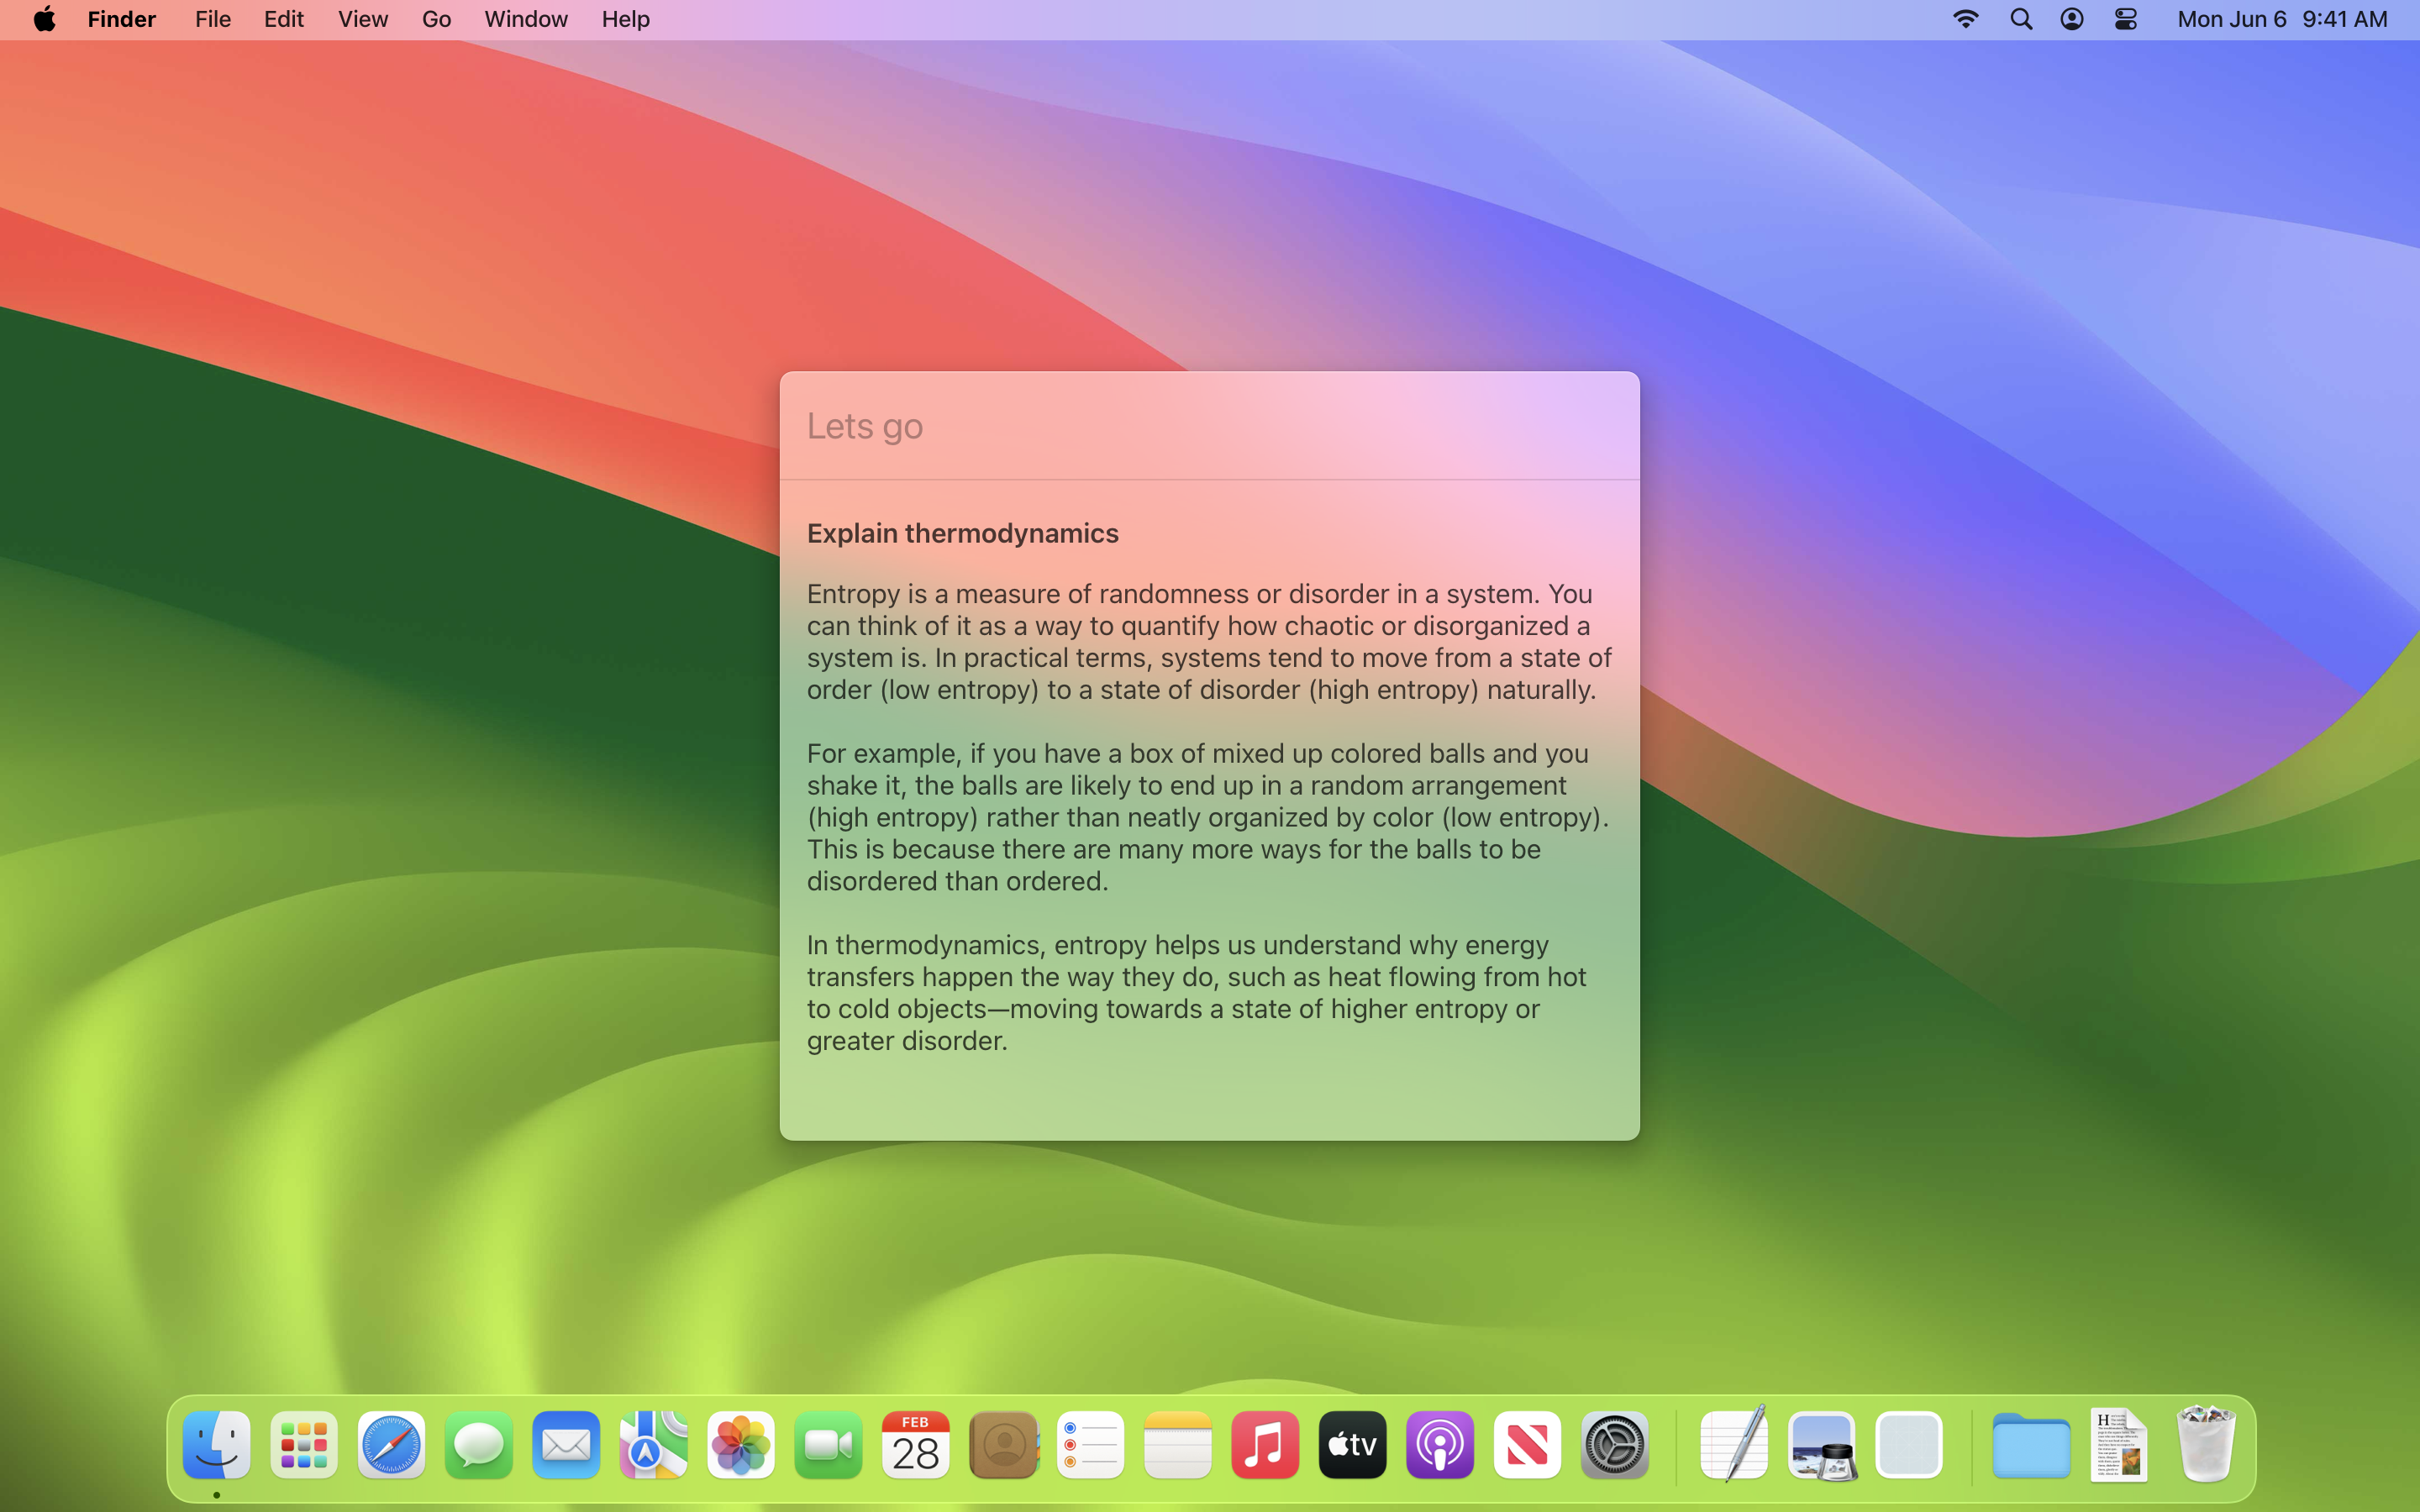 Finder File Edit View Go Window Help Mon Jun 6 9:41 AM
Lets go
Explain thermodynamics
Entropy is a measure of randomness or disorder in a system. You
can think of it as a way to quantify how chaotic or disorganized a
system is. In practical terms, systems tend to move from a state of
order (low entropy) to a state of disorder (high entropy) naturally.
For example, if you have a box of mixed up colored balls and you
shake it, the balls are likely to end up in a random arrangement
(high entropy) rather than neatly organized by color (low entropy).
This is because there are many more ways for the balls to be
disordered than ordered.
In thermodynamics, entropy helps us understand why energy
transfers happen the way they do, such as heat flowing from hot
to cold objects—moving towards a state of higher entropy or
greater disorder.
FEB
28
tv